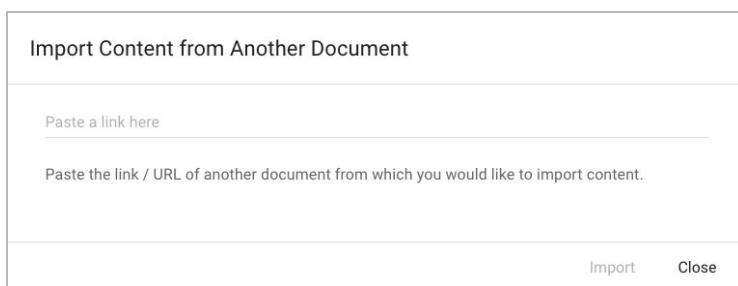 Import Content from Another Document
Paste a link here
Paste the link / URL of another document from which you would like to import content.
Import Close